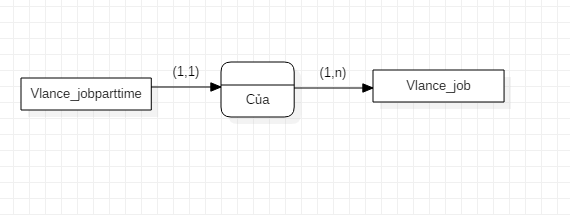 (1,1)
(1,n)
Vlance_jobparttime
Của
Vlance_job